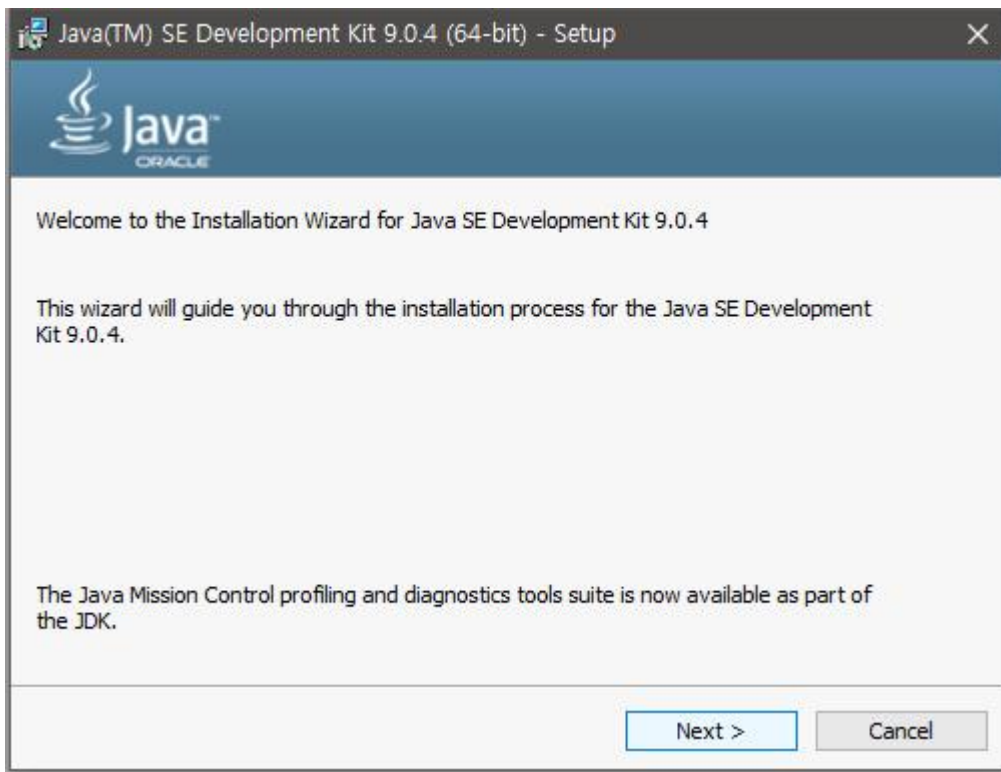 Java(TM) SE Development Kit 9.0.4 (64-bit) - Setup
Java™
ORACLE
Welcome to the Installation Wizard for Java SE Development Kit 9.0.4
This wizard will guide you through the installation process for the Java SE Development
Kit 9.0.4.
The Java Mission Control profiling and diagnostics tools suite is now available as part of
the JDK.
Next > Cancel